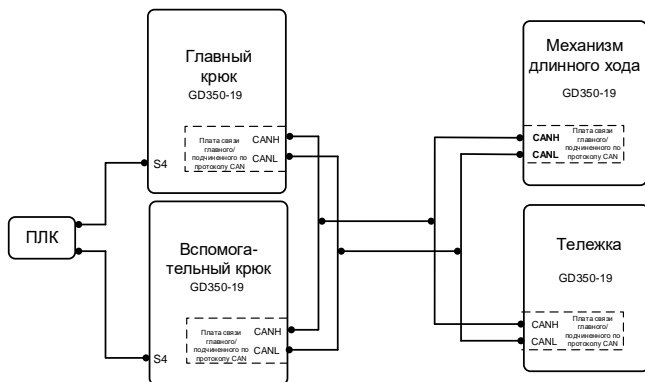 Главный
крюк
GD350-19
Плата связи
главного/
подчиненного по
протоколу CAN
CANH
CANL
S4
ПЛК
Вспомога-
тельный крюк
GD350-19
Плата связи
главного/
подчиненного по
протоколу CAN
CANH
CANL
S4
Механизм
длинного хода
GD350-19
CANH
CANL
Плата связи
главного/
подчиненного по
протоколу CAN
Тележка
GD350-19
CANH
CANL
Плата связи
главного/
подчиненного по
протоколу CAN